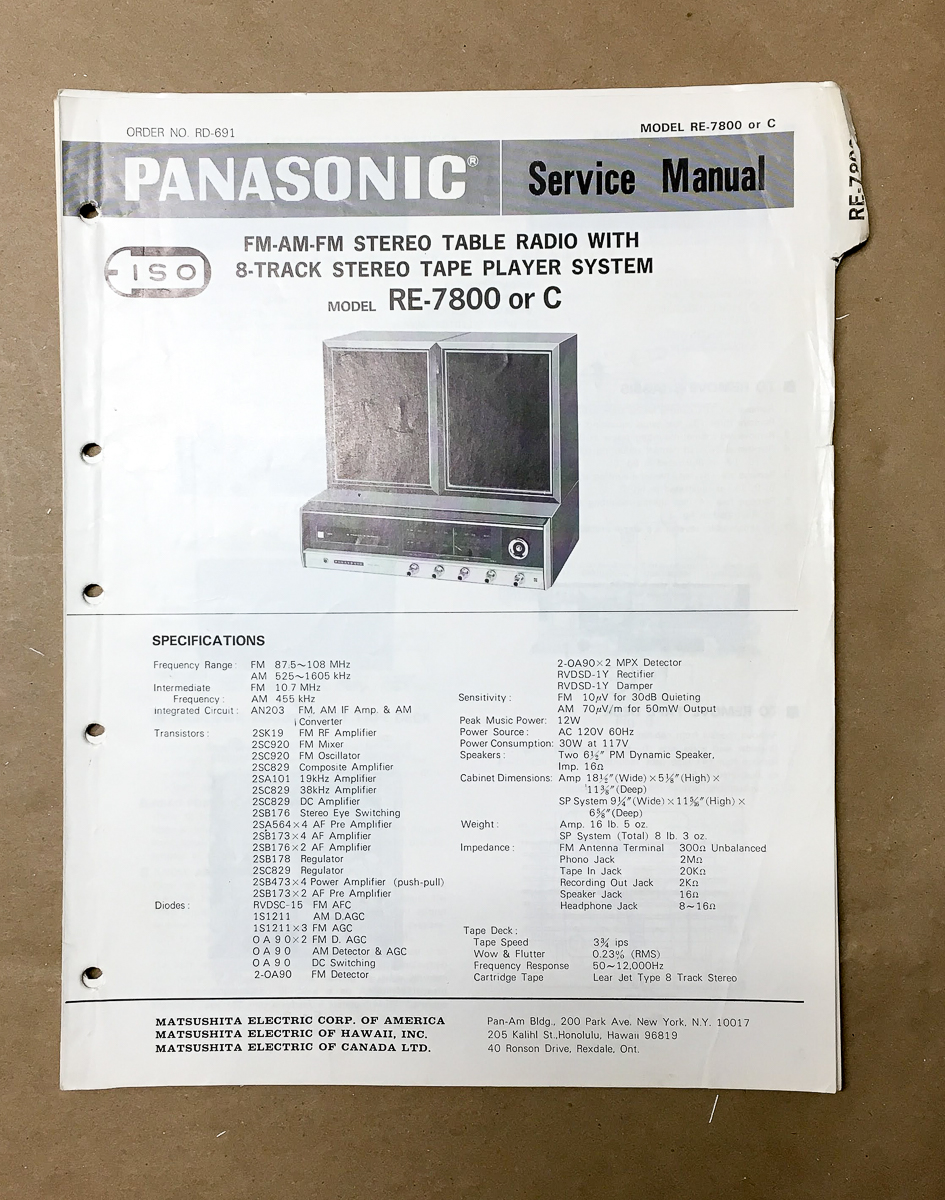 ORDER NO. RD-691
MODEL RE-7800 or C
PANASONIC®
Service Manual
RE-7800
ISO
FM-AM-FM STEREO TABLE RADIO WITH
8-TRACK STEREO TAPE PLAYER SYSTEM
MODEL RE-7800 or C
SPECIFICATIONS
Frequency Range: FM 87.5~108 MHz
AM 525~1605 kHz
Intermediate FM 10.7 MHz
Frequency: AM 455 kHz
Integrated Circuit: AN203 FM, AM IF Amp. & AM
Converter
Transistors: 2SK19 FM RF Amplifier
2SC920 FM Mixer
2SC920 FM Oscillator
2SC829 Composite Amplifier
2SA101 19kHz Amplifier
2SC829 38kHz Amplifier
2SC829 DC Amplifier
2SB176 Stereo Eye Switching
2SA564×4 AF Pre Amplifier
2SB173×4 AF Amplifier
2SB176×2 AF Amplifier
2SB178 Regulator
2SC829 Regulator
2SB473×4 Power Amplifier (push-pull)
2SB173×2 AF Pre Amplifier
Diodes: RVDSC-15 FM AFC
1S1211 AM D.AGC
1S1211×3 FM AGC
OA90×2 FM D. AGC
OA90 AM Detector & AGC
OA90 DC Switching
2-OA90 FM Detector
2-OA90×2 MPX Detector
RVDSD-1Y Rectifier
RVDSD-1Y Damper
Sensitivity: FM 10μV for 30dB Quieting
AM 70μV/m for 50mW Output
Peak Music Power: 12W
Power Source: AC 120V 60Hz
Power Consumption: 30W at 117V
Speakers: Two 6½″ PM Dynamic Speaker,
Imp. 16Ω
Cabinet Dimensions: Amp 18½″(Wide)×5⅛″(High)×
11⅜″(Deep)
SP System 9¼″(Wide)×11⅝″(High)×
6⅝″(Deep)
Weight: Amp. 16 lb. 5 oz.
SP System (Total) 8 lb. 3 oz.
Impedance: FM Antenna Terminal 300Ω Unbalanced
Phono Jack 2MΩ
Tape In Jack 20KΩ
Recording Out Jack 2KΩ
Speaker Jack 16Ω
Headphone Jack 8~16Ω
Tape Deck:
Tape Speed 3¾ ips
Wow & Flutter 0.23% (RMS)
Frequency Response 50~12,000Hz
Cartridge Tape Lear Jet Type 8 Track Stereo
MATSUSHITA ELECTRIC CORP. OF AMERICA Pan-Am Bldg., 200 Park Ave. New York, N.Y. 10017
MATSUSHITA ELECTRIC OF HAWAII, INC. 205 Kalihl St.,Honolulu, Hawaii 96819
MATSUSHITA ELECTRIC OF CANADA LTD. 40 Ronson Drive, Rexdale, Ont.